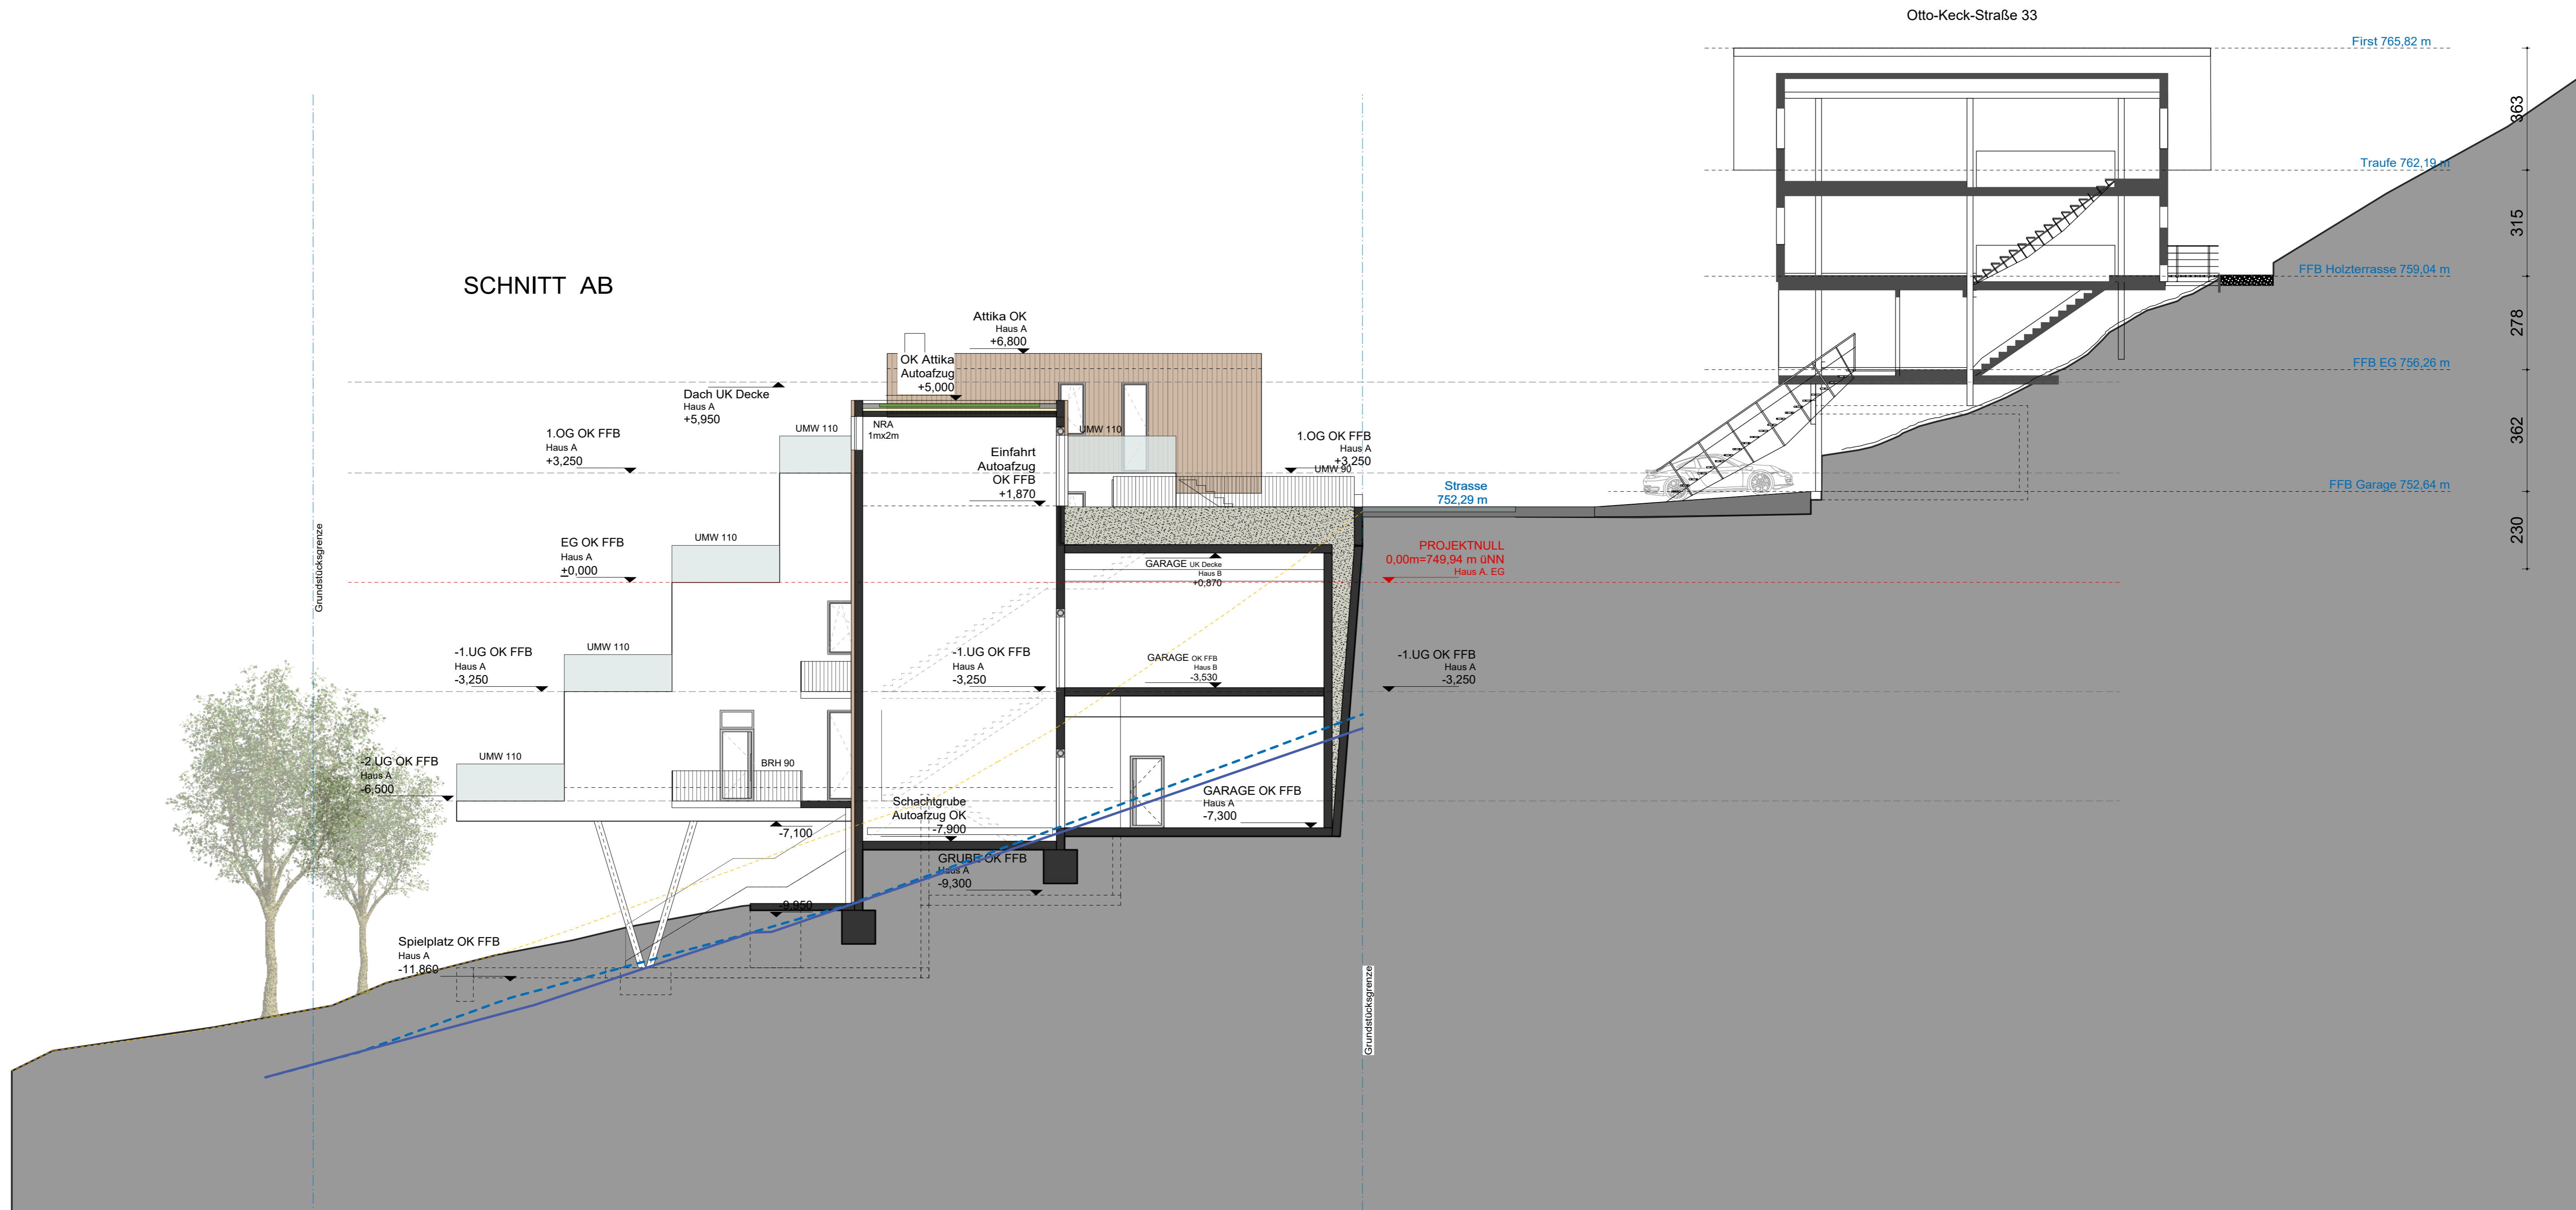 Otto-Keck-Straße 33
First 765,82 m
363
Traufe 762,19 m
315
FFB Holzterrasse 759,04 m
278
FFB EG 756,26 m
362
FFB Garage 752,64 m
230
SCHNITT AB
Attika OK
Haus A
+6,800
OK Attika
Autoafzug
+5,000
Dach UK Decke
Haus A
+5,950
NRA
1mx2m
UMW 110
UMW 110
1.OG OK FFB
Haus A
+3,250
1.OG OK FFB
Haus A
+3,250
UMW 90
Einfahrt
Autoafzug
OK FFB
+1,870
Strasse
752,29 m
Grundstücksgrenze
EG OK FFB
Haus A
+0,000
UMW 110
PROJEKTNULL
0,00m=749,94 m üNN
Haus A. EG
GARAGE UK Decke
Haus B
+0,870
-1.UG OK FFB
Haus A
-3,250
UMW 110
-1.UG OK FFB
Haus A
-3,250
GARAGE OK FFB
Haus B
-3,530
-1.UG OK FFB
Haus A
-3,250
-2.UG OK FFB
Haus A
-6,500
UMW 110
BRH 90
Schachtgrube
Autoafzug OK
-7,900
GARAGE OK FFB
Haus A
-7,300
-7,100
GRUBE OK FFB
Haus A
-9,300
-9,950
Spielplatz OK FFB
Haus A
-11,860
Grundstücksgrenze